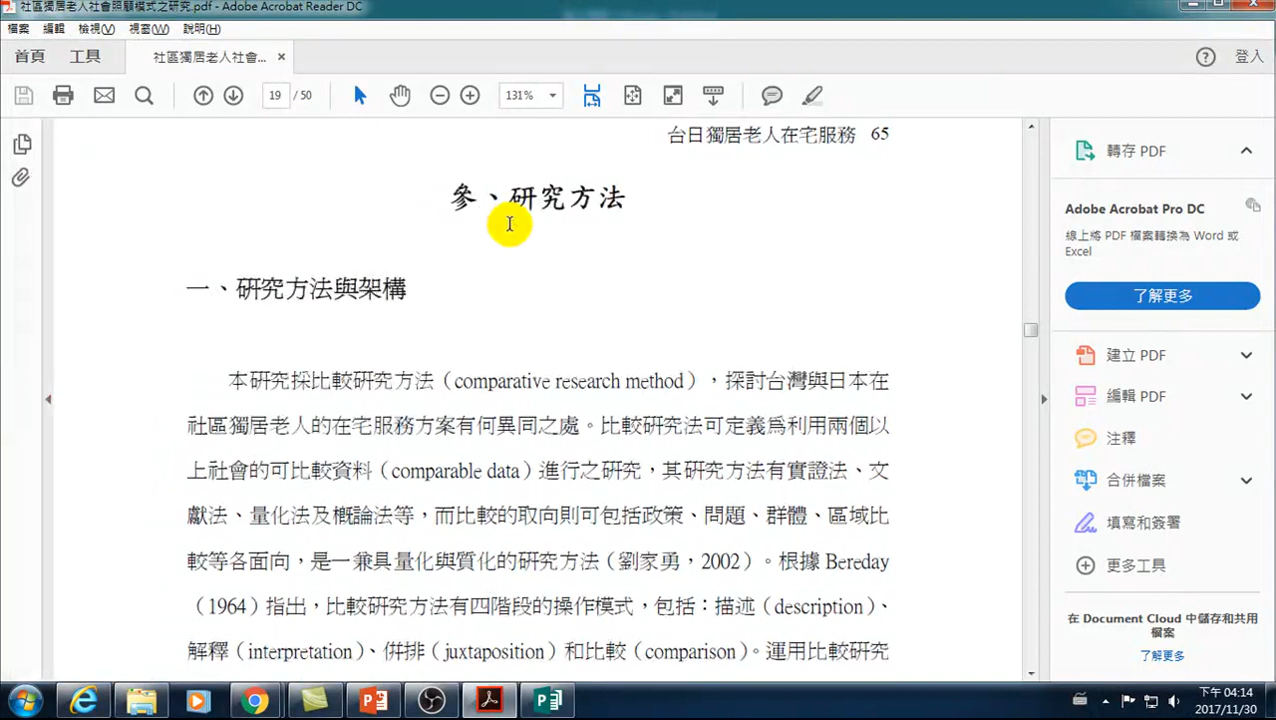 社區獨居老人社會照顧模式之研究.pdf - Adobe Acrobat Reader DC
檔案 編輯 檢視(V) 視窗(W) 說明(H)
首頁 工具 社區獨居老人社會... × 登入
19 / 50 131%
台日獨居老人在宅服務 65
參、研究方法
一、研究方法與架構
本研究採比較研究方法（comparative research method），探討台灣與日本在
社區獨居老人的在宅服務方案有何異同之處。比較研究法可定義為利用兩個以
上社會的可比較資料（comparable data）進行之研究，其研究方法有實證法、文
獻法、量化法及概論法等，而比較的取向則可包括政策、問題、群體、區域比
較等各面向，是一兼具量化與質化的研究方法（劉家勇，2002）。根據 Bereday
（1964）指出，比較研究方法有四階段的操作模式，包括：描述（description）、
解釋（interpretation）、併排（juxtaposition）和比較（comparison）。運用比較研究
轉存 PDF
Adobe Acrobat Pro DC
線上將 PDF 檔案轉換為 Word 或
Excel
了解更多
建立 PDF
編輯 PDF
注釋
合併檔案
填寫和簽署
更多工具
在 Document Cloud 中儲存和共用
檔案
了解更多
下午 04:14
2017/11/30